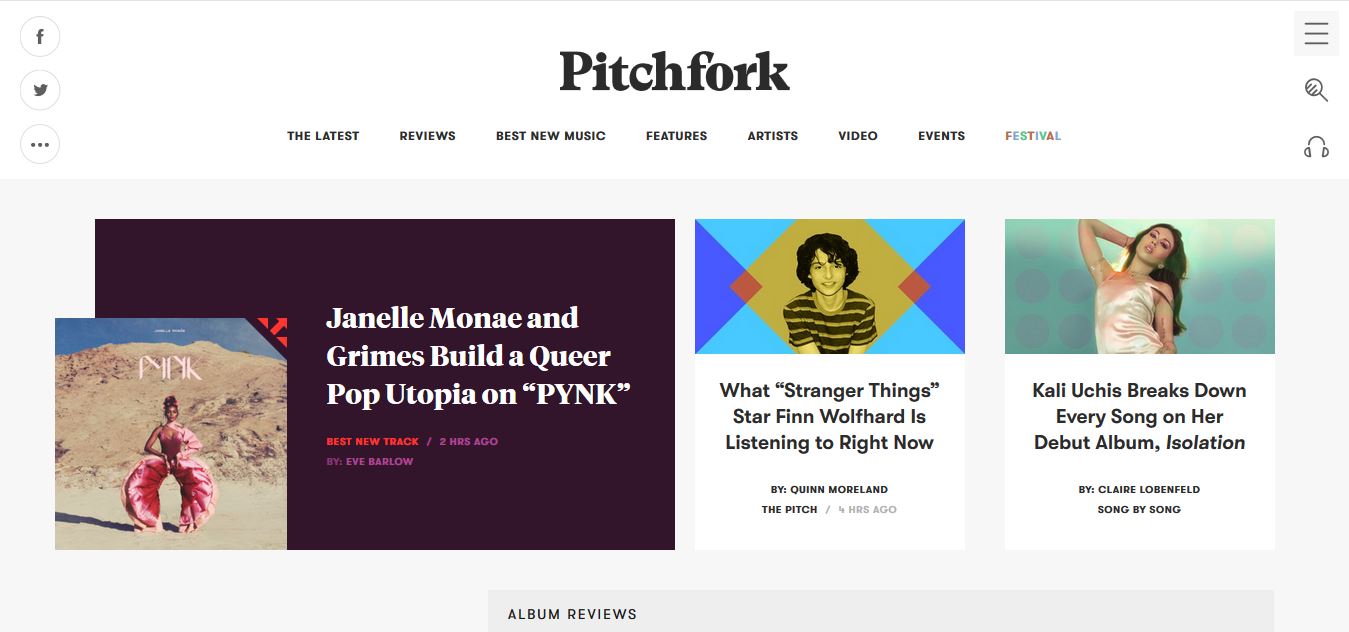 Pitchfork
THE LATEST
REVIEWS
BEST NEW MUSIC
FEATURES
ARTISTS
VIDEO
EVENTS
FESTIVAL
JANELLE MONÁE
PYNK
Janelle Monae and
Grimes Build a Queer
Pop Utopia on “PYNK”
BEST NEW TRACK / 2 HRS AGO
BY: EVE BARLOW
What “Stranger Things”
Star Finn Wolfhard Is
Listening to Right Now
BY: QUINN MORELAND
THE PITCH / 4 HRS AGO
Kali Uchis Breaks Down
Every Song on Her
Debut Album, Isolation
BY: CLAIRE LOBENFELD
SONG BY SONG
ALBUM REVIEWS